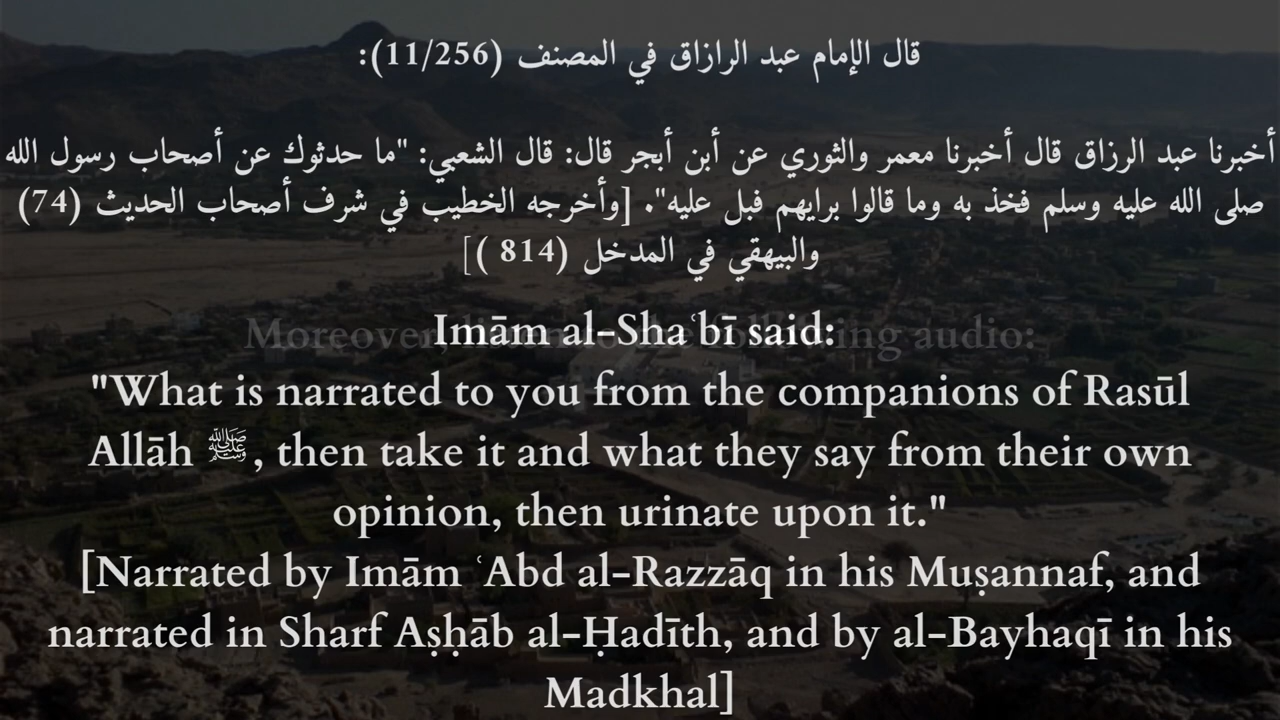 قال الإمام عبد الرازاق في المصنف (11/256):
أخبرنا عبد الرزاق قال أخبرنا معمر والثوري عن أبن أبجر قال: قال الشعبي: "ما حدثوك عن أصحاب رسول الله
صلى الله عليه وسلم فخذ به وما قالوا برايهم فبل عليه". [وأخرجه الخطيب في شرف أصحاب الحديث (74)
والبيهقي في المدخل (814 )]
Imām al-Shaʿbī said:
"What is narrated to you from the companions of Rasūl
Allāh ﷺ, then take it and what they say from their own
opinion, then urinate upon it."
[Narrated by Imām ʿAbd al-Razzāq in his Muṣannaf, and
narrated in Sharf Aṣḥāb al-Ḥadīth, and by al-Bayhaqī in his
Madkhal]
Moreover, audio: